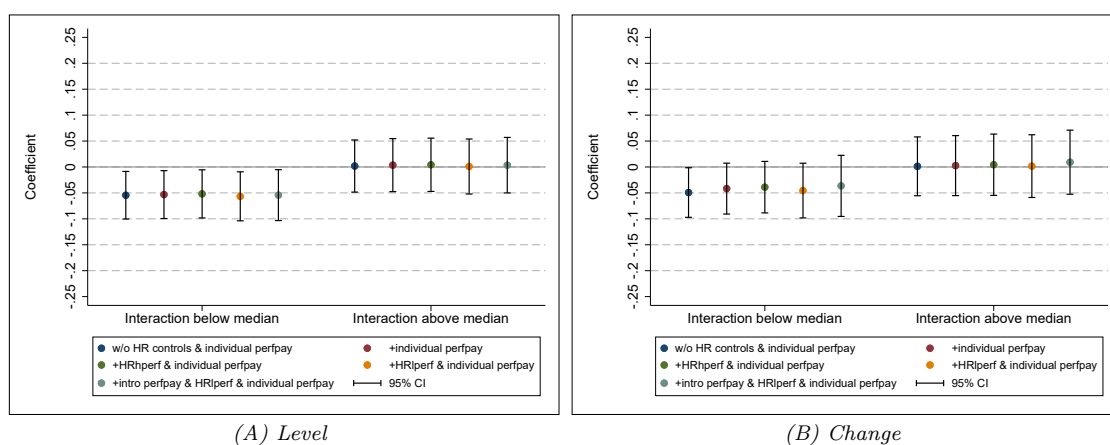 .25
.2
.15
.1
.05
0
-.05
-.1
-.15
-.2
-.25
Coefficient
Interaction below median
Interaction above median
w/o HR controls & individual perfpay
+individual perfpay
+HRhperf & individual perfpay
+HRlperf & individual perfpay
+intro perfpay & HRlperf & individual perfpay
95% CI
(A) Level
.25
.2
.15
.1
.05
0
-.05
-.1
-.15
-.2
-.25
Coefficient
Interaction below median
Interaction above median
w/o HR controls & individual perfpay
+individual perfpay
+HRhperf & individual perfpay
+HRlperf & individual perfpay
+intro perfpay & HRlperf & individual perfpay
95% CI
(B) Change